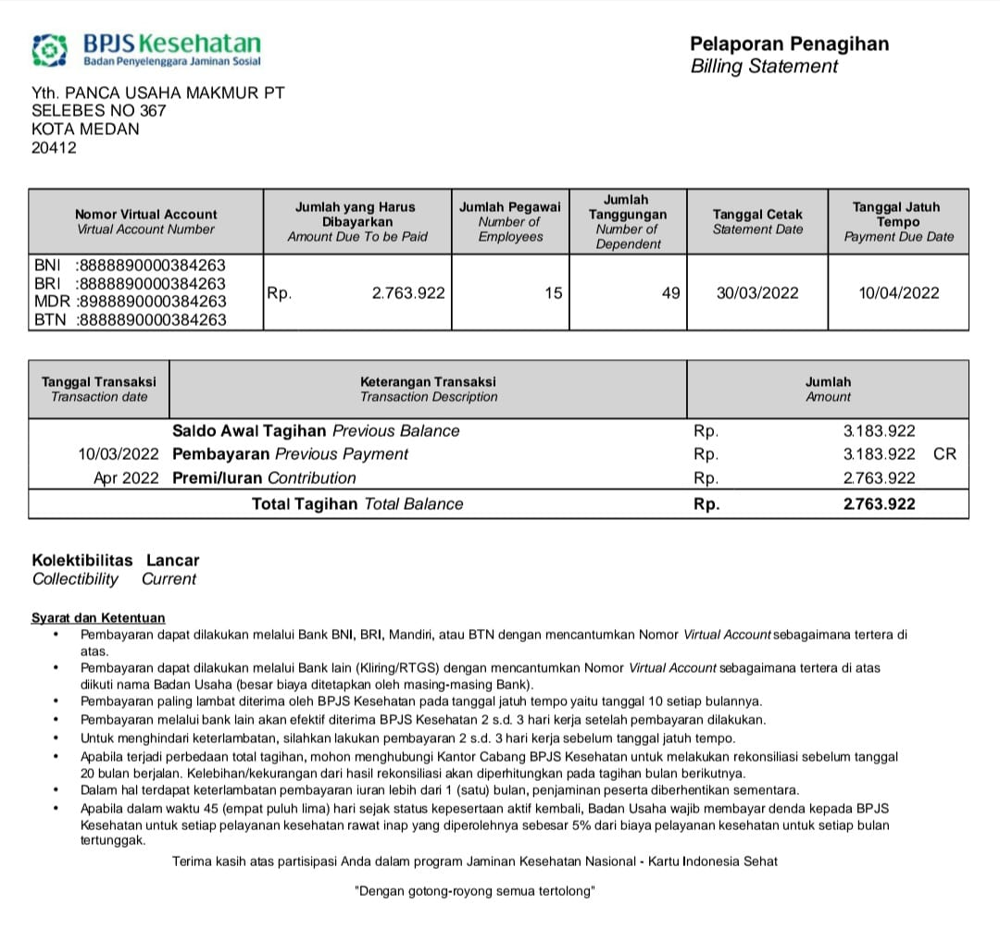 BPJS Kesehatan
Badan Penyelenggara Jaminan Sosial
Pelaporan Penagihan
Billing Statement
Yth. PANCA USAHA MAKMUR PT
SELEBES NO 367
KOTA MEDAN
20412
Nomor Virtual Account
Virtual Account Number
Jumlah yang Harus
Dibayarkan
Amount Due To be Paid
Jumlah Pegawai
Number of
Employees
Jumlah
Tanggungan
Number of
Dependent
Tanggal Cetak
Statement Date
Tanggal Jatuh
Tempo
Payment Due Date
BNI :8888890000384263
BRI :8888890000384263
MDR :8988890000384263
BTN :8888890000384263
Rp. 2.763.922
15
49
30/03/2022
10/04/2022
Tanggal Transaksi
Transaction date
Keterangan Transaksi
Transaction Description
Jumlah
Amount
Saldo Awal Tagihan Previous Balance Rp. 3.183.922
10/03/2022 Pembayaran Previous Payment Rp. 3.183.922 CR
Apr 2022 Premi/Iuran Contribution Rp. 2.763.922
Total Tagihan Total Balance Rp. 2.763.922
Kolektibilitas Lancar
Collectibility Current
Syarat dan Ketentuan
• Pembayaran dapat dilakukan melalui Bank BNI, BRI, Mandiri, atau BTN dengan mencantumkan Nomor Virtual Account sebagaimana tertera di
atas.
• Pembayaran dapat dilakukan melalui Bank lain (Kliring/RTGS) dengan mencantumkan Nomor Virtual Account sebagaimana tertera di atas
diikuti nama Badan Usaha (besar biaya ditetapkan oleh masing-masing Bank).
• Pembayaran paling lambat diterima oleh BPJS Kesehatan pada tanggal jatuh tempo yaitu tanggal 10 setiap bulannya.
• Pembayaran melalui bank lain akan efektif diterima BPJS Kesehatan 2 s.d. 3 hari kerja setelah pembayaran dilakukan.
• Untuk menghindari keterlambatan, silahkan lakukan pembayaran 2 s.d. 3 hari kerja sebelum tanggal jatuh tempo.
• Apabila terjadi perbedaan total tagihan, mohon menghubungi Kantor Cabang BPJS Kesehatan untuk melakukan rekonsiliasi sebelum tanggal
20 bulan berjalan. Kelebihan/kekurangan dari hasil rekonsiliasi akan diperhitungkan pada tagihan bulan berikutnya.
• Dalam hal terdapat keterlambatan pembayaran iuran lebih dari 1 (satu) bulan, penjaminan peserta diberhentikan sementara.
• Apabila dalam waktu 45 (empat puluh lima) hari sejak status kepesertaan aktif kembali, Badan Usaha wajib membayar denda kepada BPJS
Kesehatan untuk setiap pelayanan kesehatan rawat inap yang diperolehnya sebesar 5% dari biaya pelayanan kesehatan untuk setiap bulan
tertunggak.
Terima kasih atas partisipasi Anda dalam program Jaminan Kesehatan Nasional - Kartu Indonesia Sehat
"Dengan gotong-royong semua tertolong"